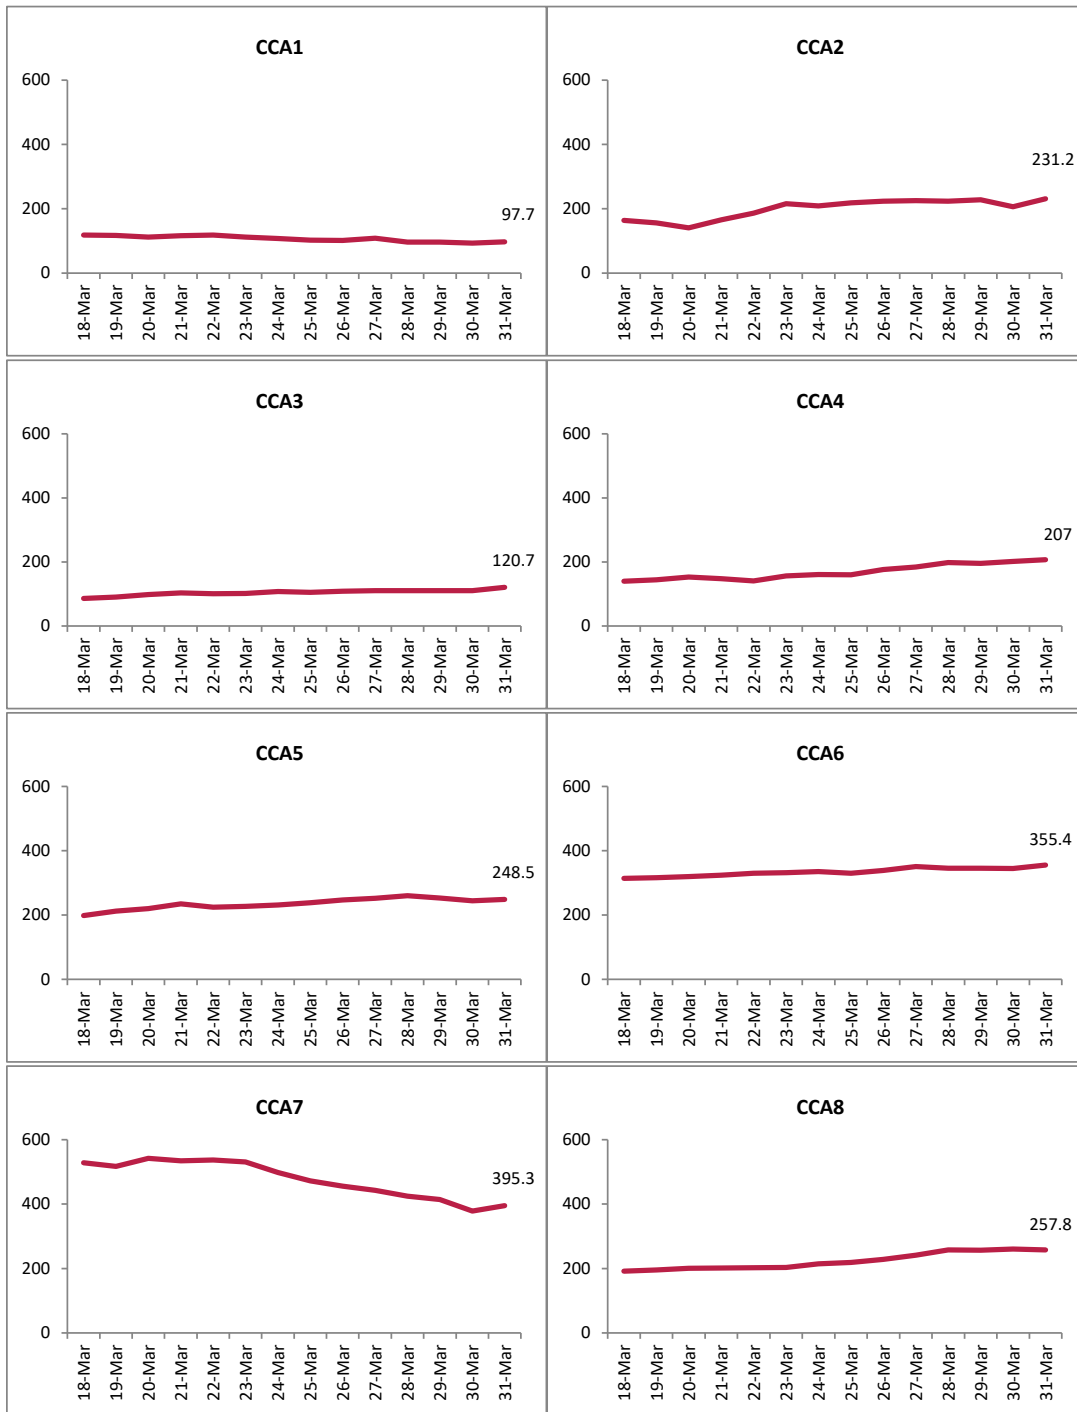 CCA1
600
400
200
0
97.7
18-Mar
19-Mar
20-Mar
21-Mar
22-Mar
23-Mar
24-Mar
25-Mar
26-Mar
27-Mar
28-Mar
29-Mar
30-Mar
31-Mar
CCA2
600
400
200
0
231.2
18-Mar
19-Mar
20-Mar
21-Mar
22-Mar
23-Mar
24-Mar
25-Mar
26-Mar
27-Mar
28-Mar
29-Mar
30-Mar
31-Mar
CCA3
600
400
200
0
120.7
18-Mar
19-Mar
20-Mar
21-Mar
22-Mar
23-Mar
24-Mar
25-Mar
26-Mar
27-Mar
28-Mar
29-Mar
30-Mar
31-Mar
CCA4
600
400
200
0
207
18-Mar
19-Mar
20-Mar
21-Mar
22-Mar
23-Mar
24-Mar
25-Mar
26-Mar
27-Mar
28-Mar
29-Mar
30-Mar
31-Mar
CCA5
600
400
200
0
248.5
18-Mar
19-Mar
20-Mar
21-Mar
22-Mar
23-Mar
24-Mar
25-Mar
26-Mar
27-Mar
28-Mar
29-Mar
30-Mar
31-Mar
CCA6
600
400
200
0
355.4
18-Mar
19-Mar
20-Mar
21-Mar
22-Mar
23-Mar
24-Mar
25-Mar
26-Mar
27-Mar
28-Mar
29-Mar
30-Mar
31-Mar
CCA7
600
400
200
0
395.3
18-Mar
19-Mar
20-Mar
21-Mar
22-Mar
23-Mar
24-Mar
25-Mar
26-Mar
27-Mar
28-Mar
29-Mar
30-Mar
31-Mar
CCA8
600
400
200
0
257.8
18-Mar
19-Mar
20-Mar
21-Mar
22-Mar
23-Mar
24-Mar
25-Mar
26-Mar
27-Mar
28-Mar
29-Mar
30-Mar
31-Mar